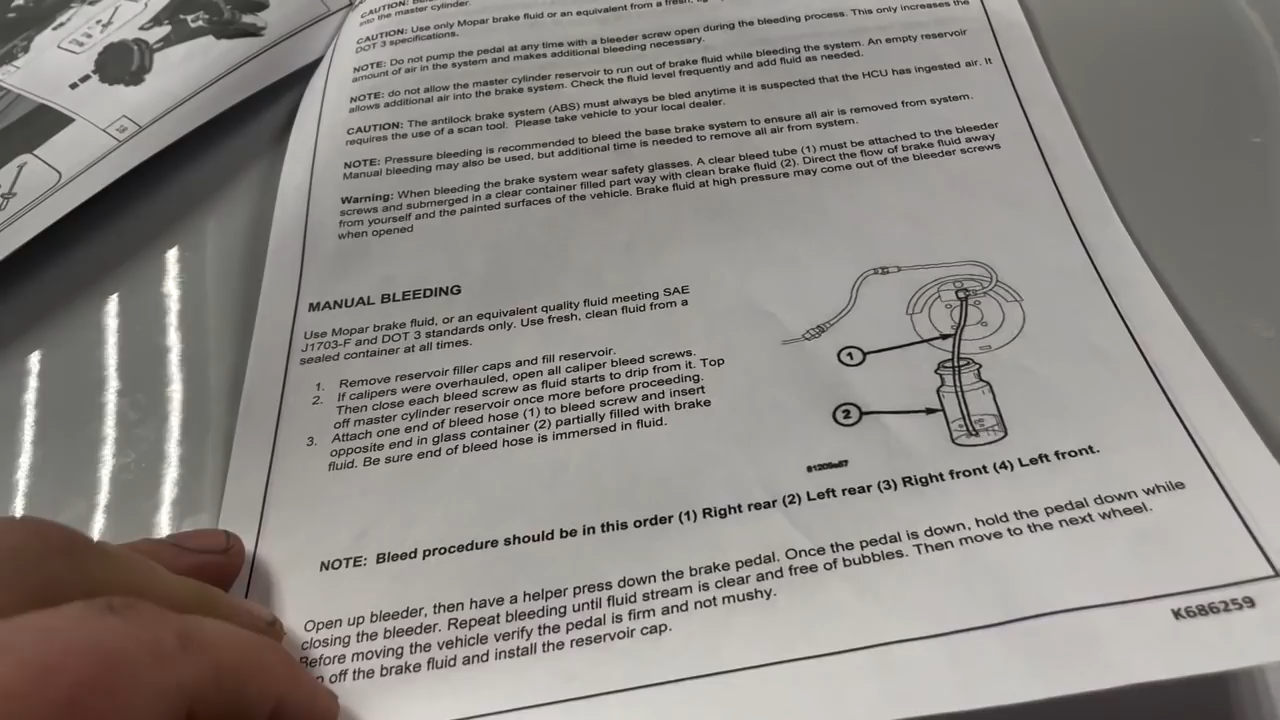 CAUTION:
into the master cylinder.
CAUTION: Use only Mopar brake fluid or an equivalent from a fresh,
DOT 3 specifications.
NOTE: Do not pump the pedal at any time with a bleeder screw open during the bleeding process. This only increases the
amount of air in the system and makes additional bleeding necessary.
NOTE: do not allow the master cylinder reservoir to run out of brake fluid while bleeding the system. An empty reservoir
allows additional air into the brake system. Check the fluid level frequently and add fluid as needed.
CAUTION: The antilock brake system (ABS) must always be bled anytime it is suspected that the HCU has ingested air. It
requires the use of a scan tool. Please take vehicle to your local dealer.
NOTE: Pressure bleeding is recommended to bleed the base brake system to ensure all air is removed from system.
Manual bleeding may also be used, but additional time is needed to remove all air from system.
Warning: When bleeding the brake system wear safety glasses. A clear bleed tube (1) must be attached to the bleeder
screws and submerged in a clear container filled part way with clean brake fluid (2). Direct the flow of brake fluid away
from yourself and the painted surfaces of the vehicle. Brake fluid at high pressure may come out of the bleeder screws
when opened
MANUAL BLEEDING
Use Mopar brake fluid, or an equivalent quality fluid meeting SAE
J1703-F and DOT 3 standards only. Use fresh, clean fluid from a
sealed container at all times.
1. Remove reservoir filler caps and fill reservoir.
2. If calipers were overhauled, open all caliper bleed screws.
Then close each bleed screw as fluid starts to drip from it. Top
off master cylinder reservoir once more before proceeding.
3. Attach one end of bleed hose (1) to bleed screw and insert
opposite end in glass container (2) partially filled with brake
fluid. Be sure end of bleed hose is immersed in fluid.
1
2
NOTE: Bleed procedure should be in this order (1) Right rear (2) Left rear (3) Right front (4) Left front.
Open up bleeder, then have a helper press down the brake pedal. Once the pedal is down, hold the pedal down while
closing the bleeder. Repeat bleeding until fluid stream is clear and free of bubbles. Then move to the next wheel.
Before moving the vehicle verify the pedal is firm and not mushy.
off the brake fluid and install the reservoir cap.
K686259